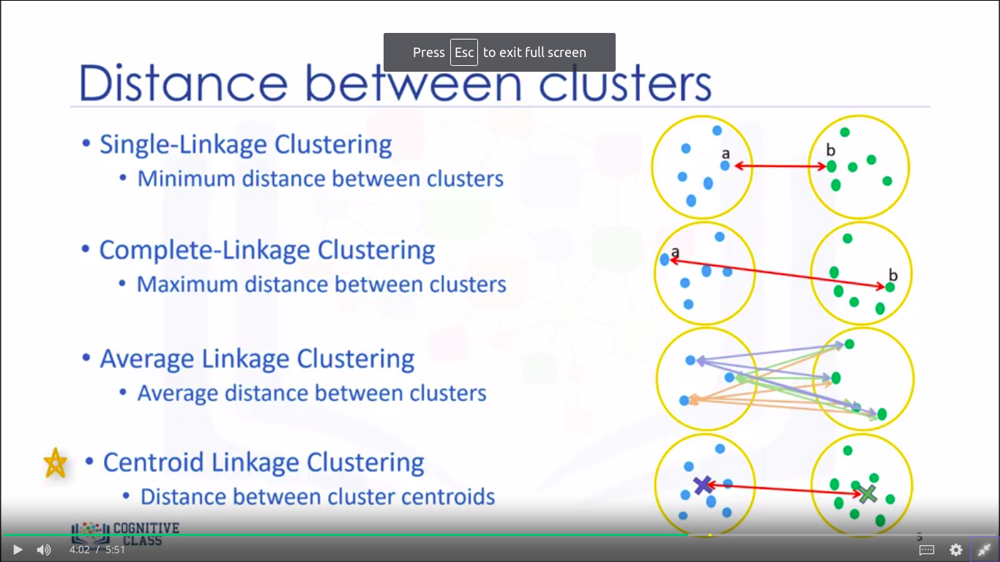 Press Esc to exit full screen
Distance between clusters
• Single-Linkage Clustering
• Minimum distance between clusters
a
b
• Complete-Linkage Clustering
• Maximum distance between clusters
a
b
• Average Linkage Clustering
• Average distance between clusters
• Centroid Linkage Clustering
• Distance between cluster centroids
COGNITIVE
CLASS
5
4:02 / 5:51